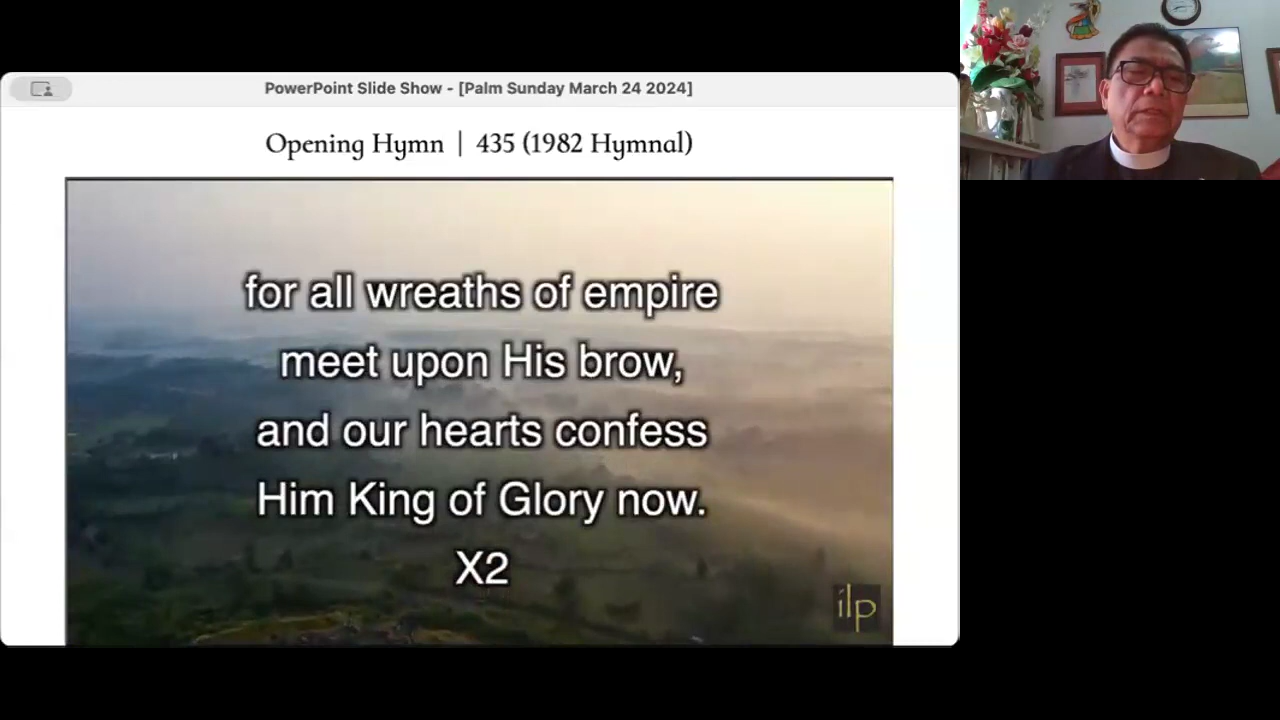 PowerPoint Slide Show - [Palm Sunday March 24 2024]
Opening Hymn | 435 (1982 Hymnal)
for all wreaths of empire
meet upon His brow,
and our hearts confess
Him King of Glory now.
X2
ilp